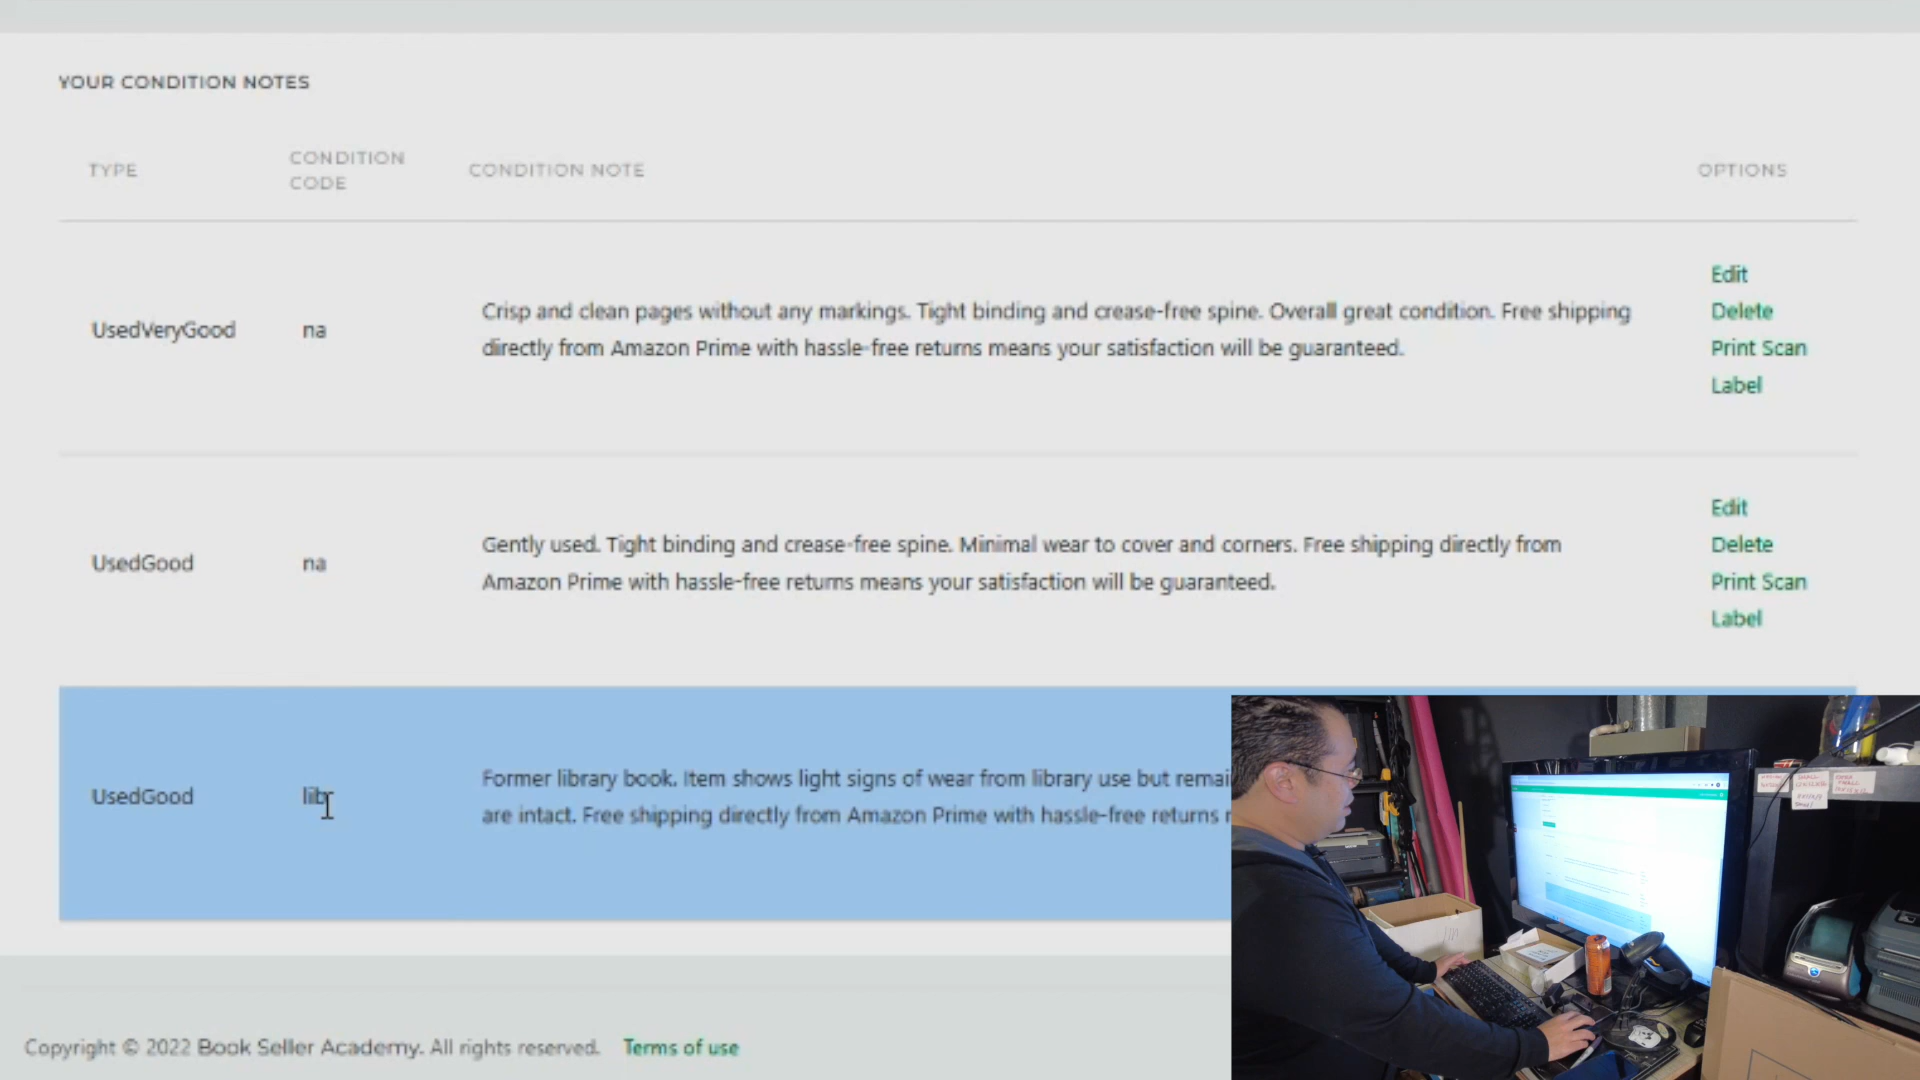 YOUR CONDITION NOTES
TYPE
CONDITION
CODE
CONDITION NOTE
OPTIONS
UsedVeryGood
na
Crisp and clean pages without any markings. Tight binding and crease-free spine. Overall great condition. Free shipping
directly from Amazon Prime with hassle-free returns means your satisfaction will be guaranteed.
Edit
Delete
Print Scan
Label
UsedGood
na
Gently used. Tight binding and crease-free spine. Minimal wear to cover and corners. Free shipping directly from
Amazon Prime with hassle-free returns means your satisfaction will be guaranteed.
Edit
Delete
Print Scan
Label
UsedGood
lib
Former library book. Item shows light signs of wear from library use but remai
are intact. Free shipping directly from Amazon Prime with hassle-free returns
Copyright © 2022 Book Seller Academy. All rights reserved.
Terms of use